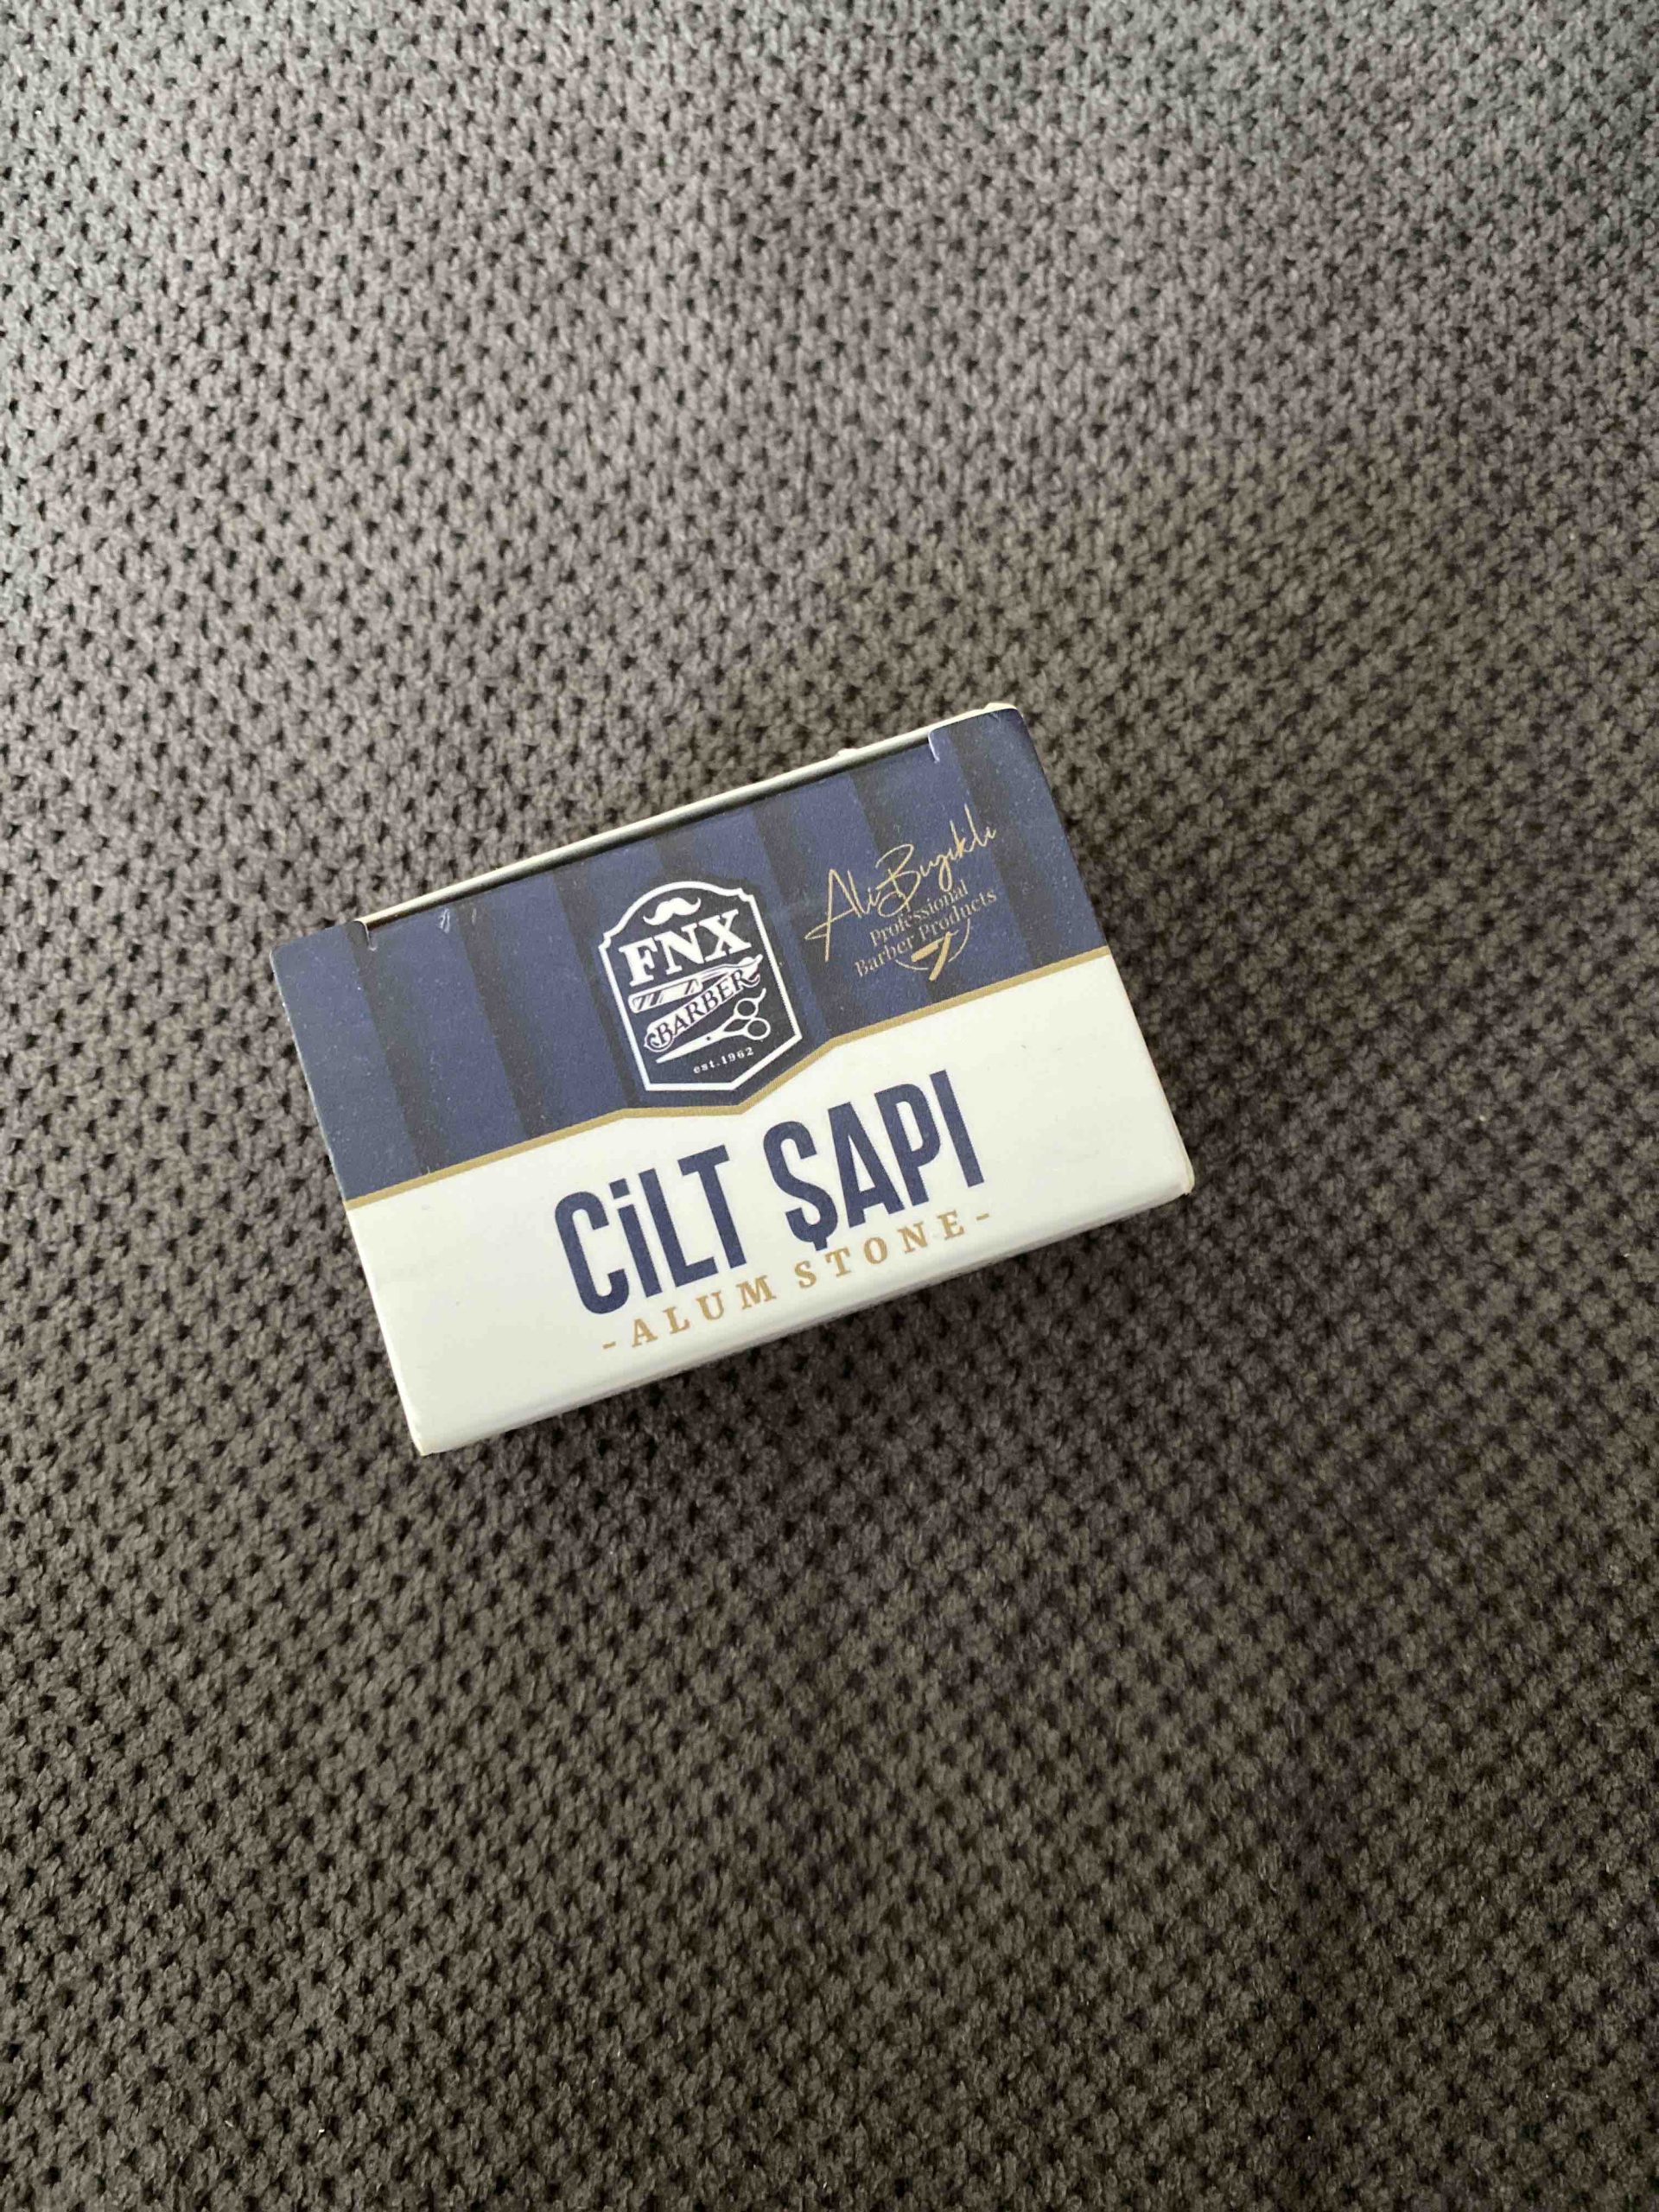 FNX
BARBER
est.1962
Ali Bıyıklı
Professional
Barber Products
CİLT ŞAPI
-ALUM STONE-